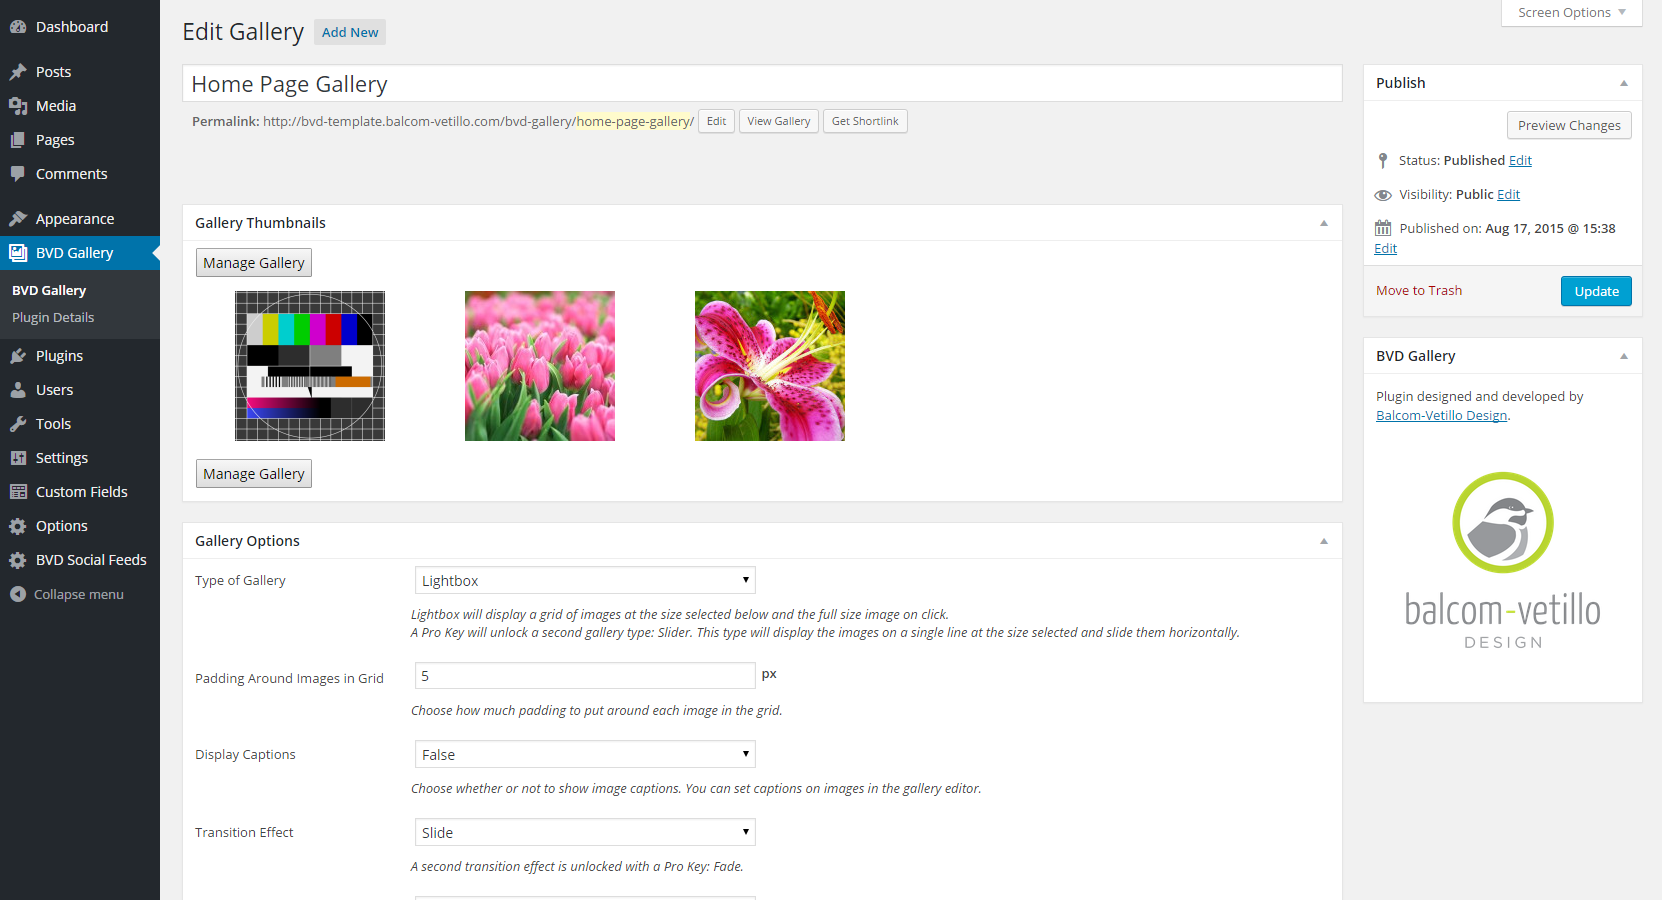 Dashboard
Posts
Media
Pages
Comments
Appearance
BVD Gallery
BVD Gallery
Plugin Details
Plugins
Users
Tools
Settings
Custom Fields
Options
BVD Social Feeds
Collapse menu
Screen Options
Edit Gallery Add New
Home Page Gallery
Permalink: http://bvd-template.balcom-vetillo.com/bvd-gallery/home-page-gallery/ Edit View Gallery Get Shortlink
Gallery Thumbnails
Manage Gallery
Manage Gallery
Gallery Options
Type of Gallery Lightbox
Lightbox will display a grid of images at the size selected below and the full size image on click.
A Pro Key will unlock a second gallery type: Slider. This type will display the images on a single line at the size selected and slide them horizontally.
Padding Around Images in Grid 5 px
Choose how much padding to put around each image in the grid.
Display Captions False
Choose whether or not to show image captions. You can set captions on images in the gallery editor.
Transition Effect Slide
A second transition effect is unlocked with a Pro Key: Fade.
Publish
Preview Changes
Status: Published Edit
Visibility: Public Edit
Published on: Aug 17, 2015 @ 15:38
Edit
Move to Trash Update
BVD Gallery
Plugin designed and developed by
Balcom-Vetillo Design.
balcom-vetillo
DESIGN